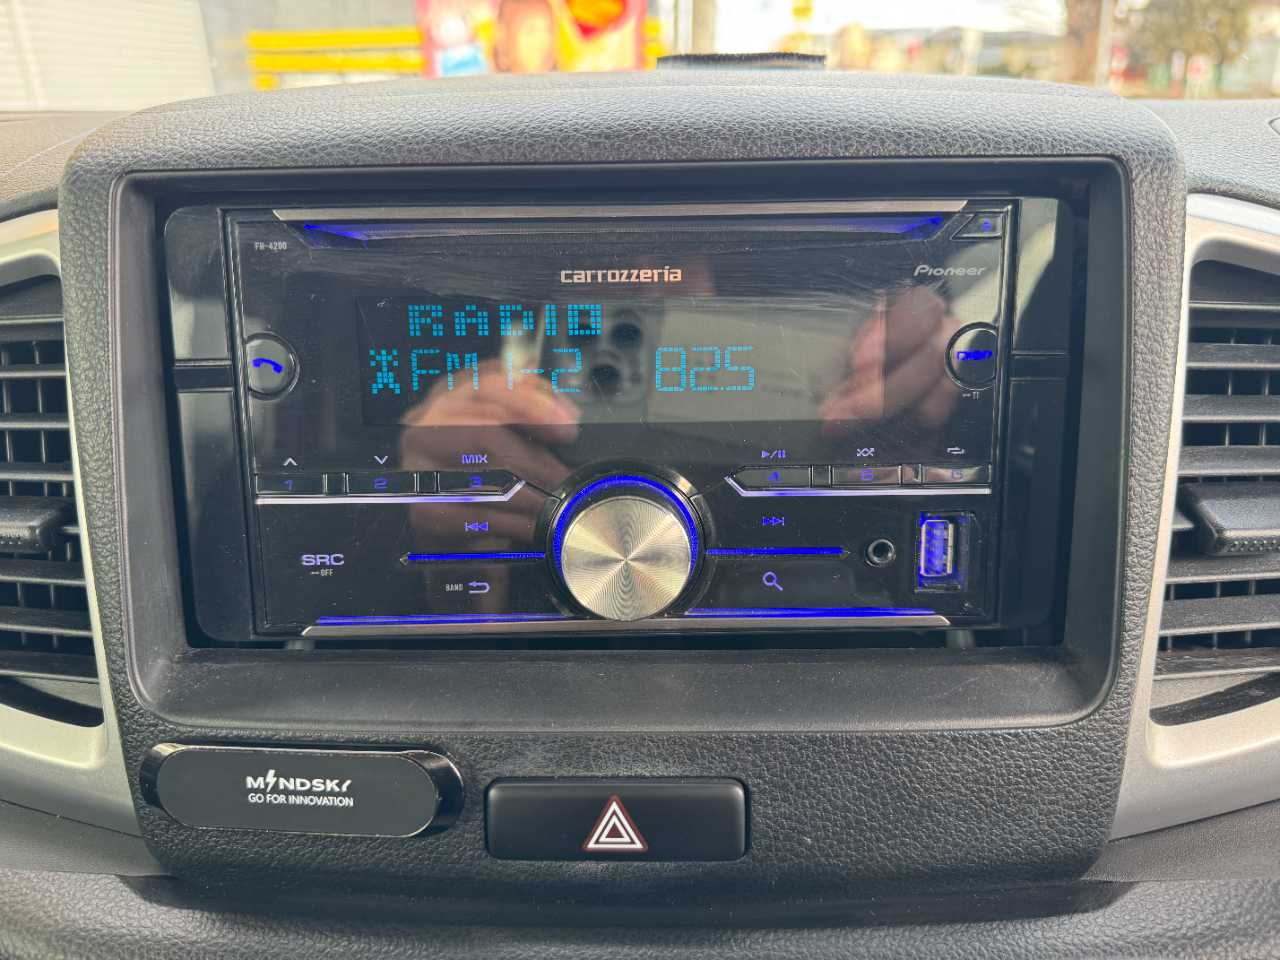 FH-4200
carrozzeria
Pioneer
RADIO
FM1-2 82.5
DISP
MIX
1 2 3 4 5 6
SRC
OFF
BAND
MINDSKY
GO FOR INNOVATION